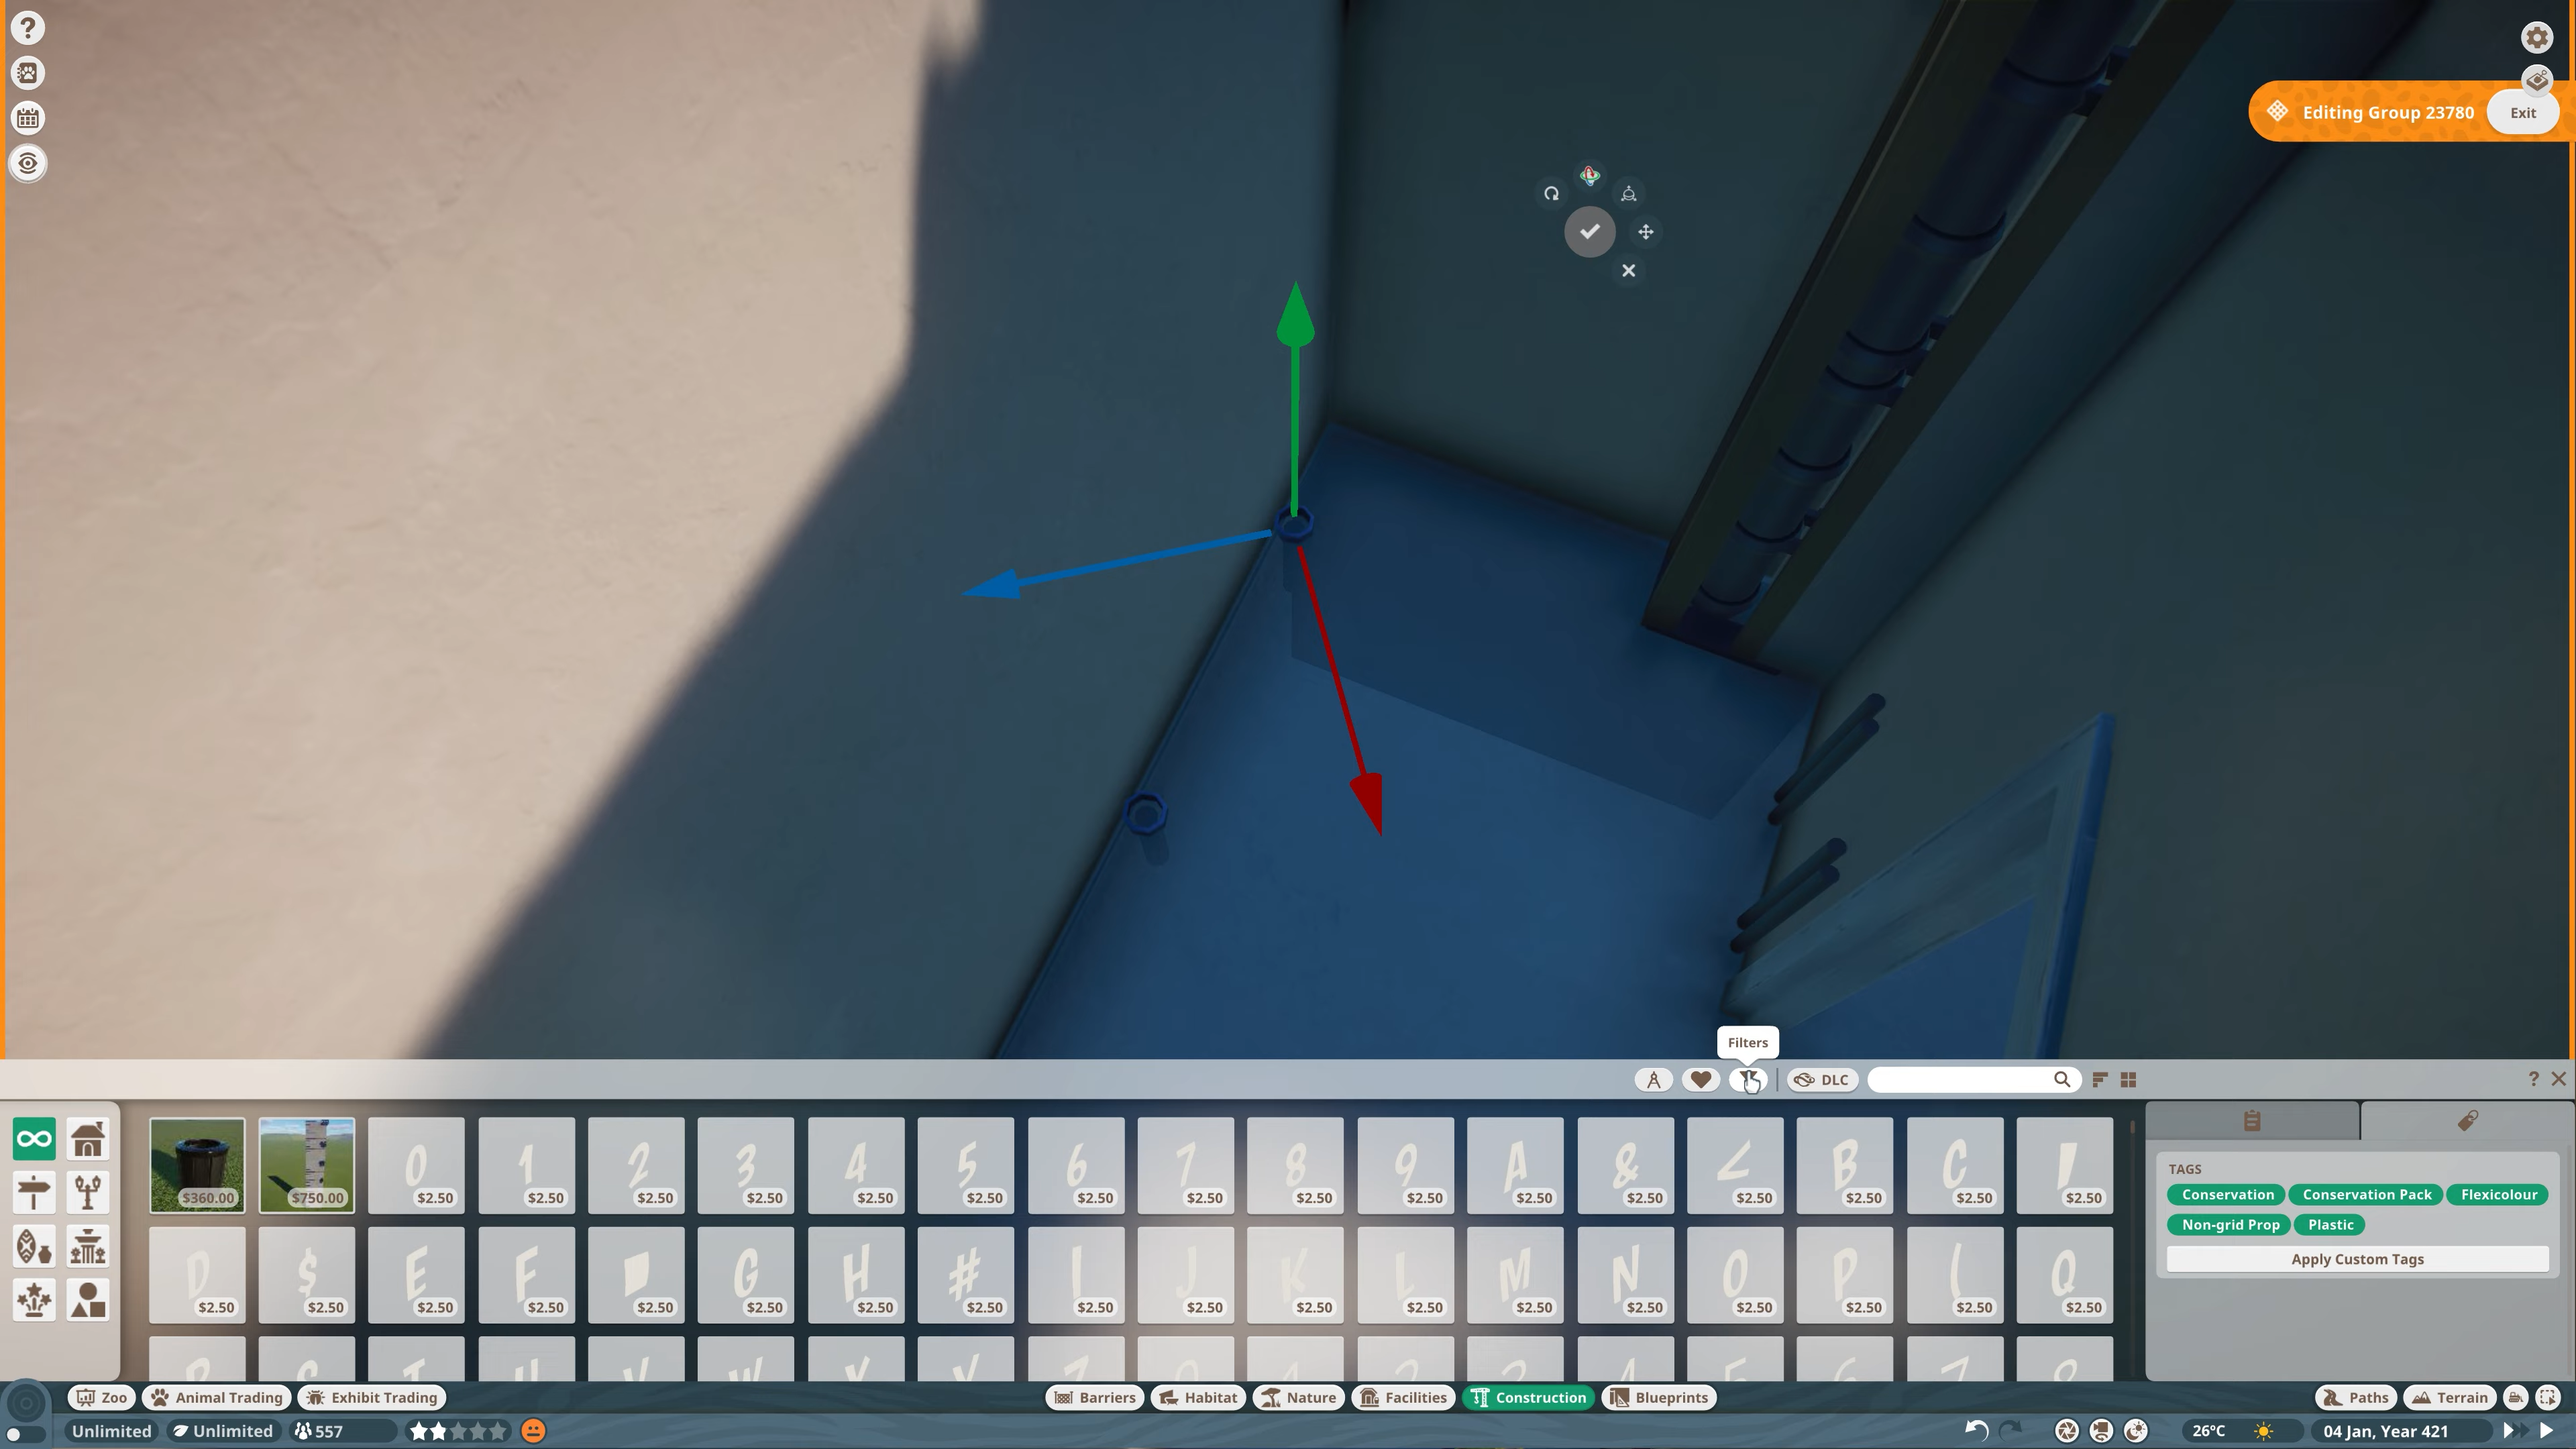 ?
Editing Group 23780 Exit
Filters
DLC
?
$360.00 $750.00 0 $2.50 1 $2.50 2 $2.50 3 $2.50 4 $2.50 5 $2.50 6 $2.50 7 $2.50 8 $2.50 9 $2.50 A $2.50 & $2.50 < $2.50 B $2.50 C $2.50 $2.50
D $2.50 $ $2.50 E $2.50 F $2.50 $2.50 G $2.50 H $2.50 # $2.50 I $2.50 J $2.50 K $2.50 L $2.50 M $2.50 N $2.50 O $2.50 P $2.50 ( $2.50 Q $2.50
TAGS
Conservation Conservation Pack Flexicolour
Non-grid Prop Plastic
Apply Custom Tags
Zoo Animal Trading Exhibit Trading Barriers Habitat Nature Facilities Construction Blueprints Paths Terrain
Unlimited Unlimited 557 26°C 04 Jan, Year 421